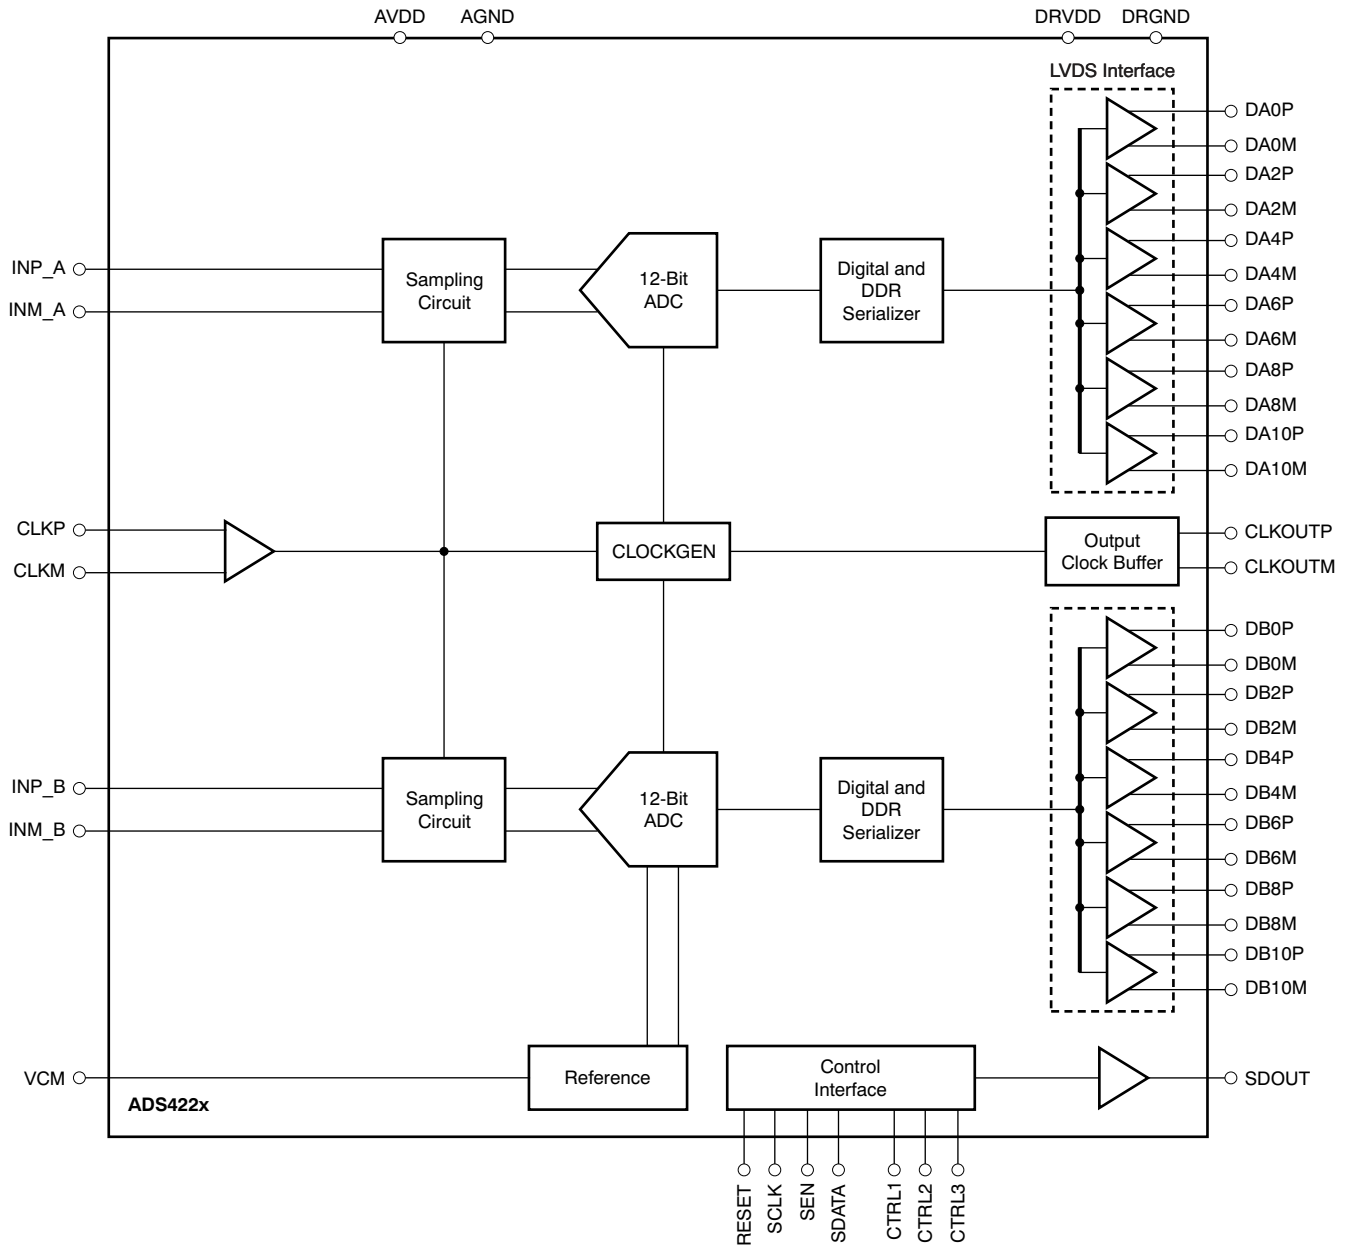 AVDD
AGND
DRVDD
DRGND
LVDS Interface
DA0P
DA0M
DA2P
DA2M
DA4P
DA4M
DA6P
DA6M
DA8P
DA8M
DA10P
DA10M
INP_A
INM_A
Sampling
Circuit
12-Bit
ADC
Digital and
DDR
Serializer
CLKP
CLKM
CLOCKGEN
Output
Clock Buffer
CLKOUTP
CLKOUTM
DB0P
DB0M
DB2P
DB2M
DB4P
DB4M
DB6P
DB6M
DB8P
DB8M
DB10P
DB10M
INP_B
INM_B
Sampling
Circuit
12-Bit
ADC
Digital and
DDR
Serializer
VCM
Reference
Control
Interface
SDOUT
ADS422x
RESET
SCLK
SEN
SDATA
CTRL1
CTRL2
CTRL3